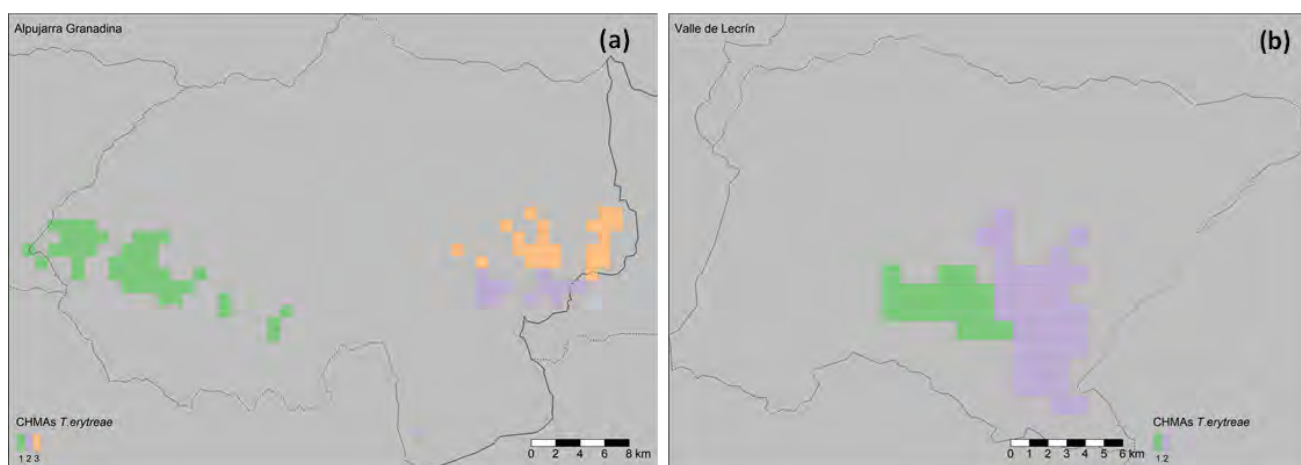 Alpujarra Granadina
(a)
CHMAs T.erytreae
1 2 3
0 2 4 6 8 km
Valle de Lecrín
(b)
CHMAs T.erytreae
1.2
0 1 2 3 4 5 6 km